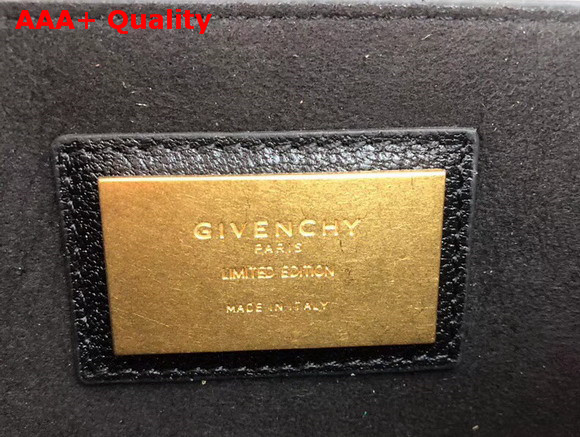 AAA+ Quality
GIVENCHY
PARIS
LIMITED EDITION
MADE IN ITALY